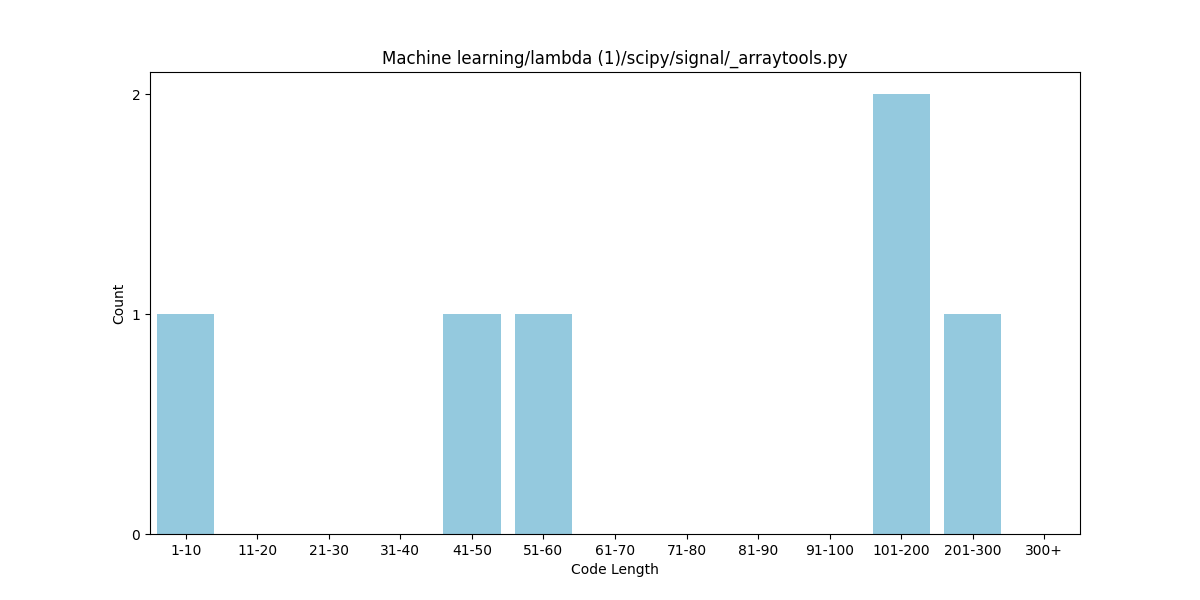 Machine learning/lambda (1)/scipy/signal/_arraytools.py
Count
2
1
0
1-10 11-20 21-30 31-40 41-50 51-60 61-70 71-80 81-90 91-100 101-200 201-300 300+
Code Length